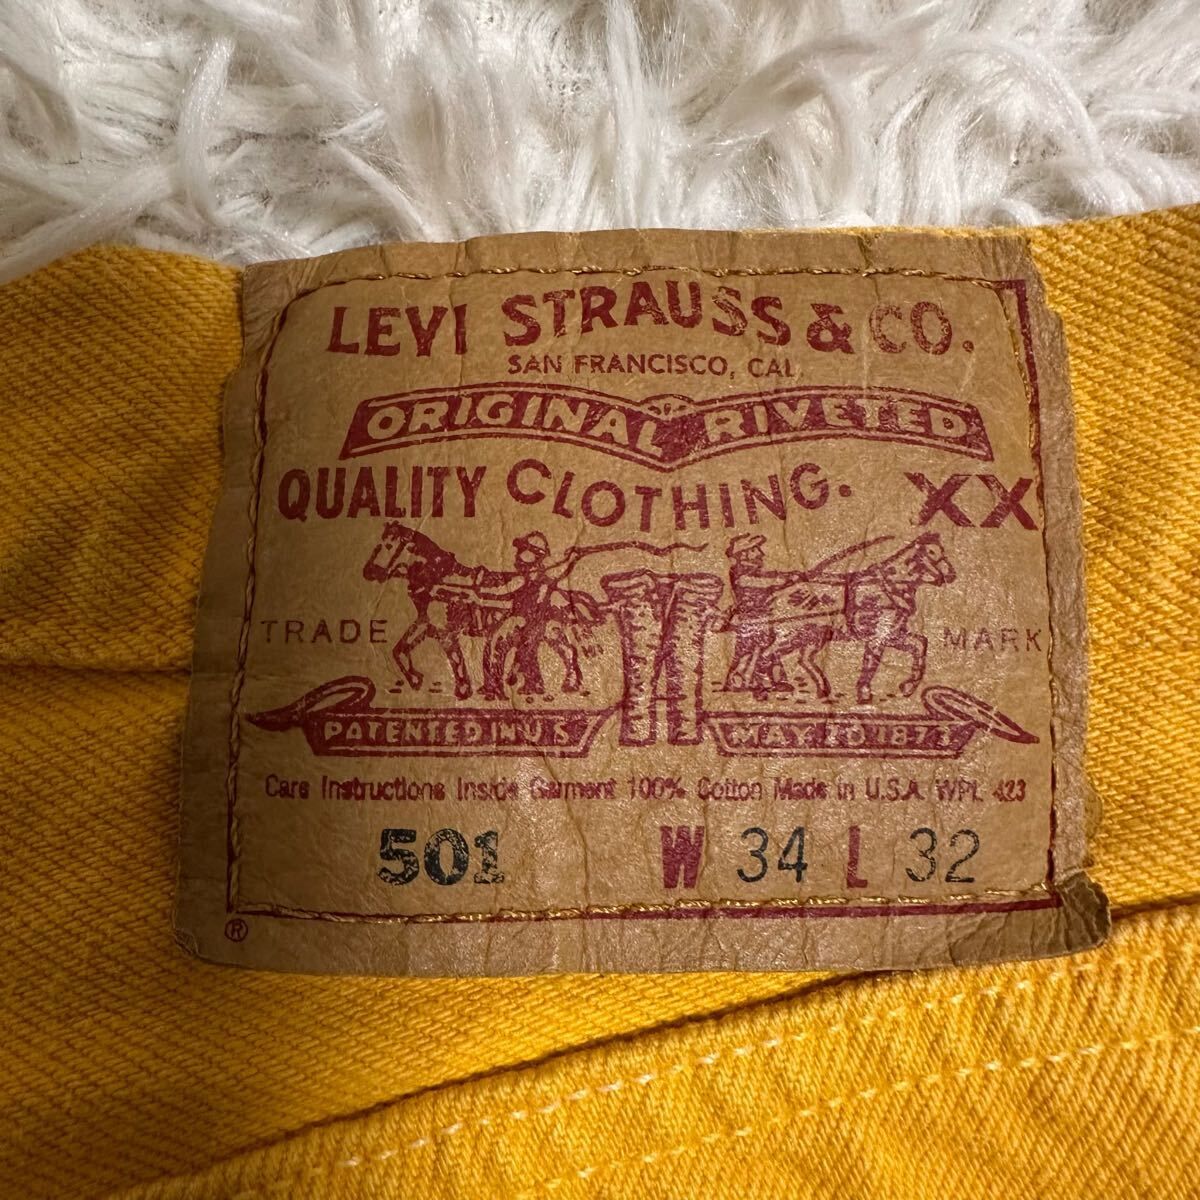 LEVI STRAUSS & CO.
SAN FRANCISCO, CAL.
ORIGINAL RIVETED
QUALITY CLOTHING. XX
TRADE MARK
PATENTED IN U.S. MAY 20 1873
Care Instructions Inside Garment 100% Cotton Made in U.S.A. WPL 423
501 W 34 L 32
®